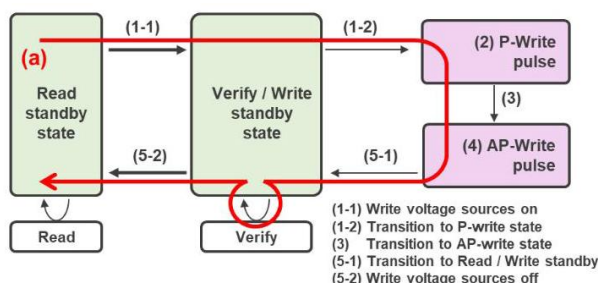 (1-1)
(1-2)
(2) P-Write
pulse
(a)
Read
standby
state
Verify / Write
standby
state
(3)
(5-2)
(5-1)
(4) AP-Write
pulse
Read
Verify
(1-1) Write voltage sources on
(1-2) Transition to P-write state
(3) Transition to AP-write state
(5-1) Transition to Read / Write standby
(5-2) Write voltage sources off